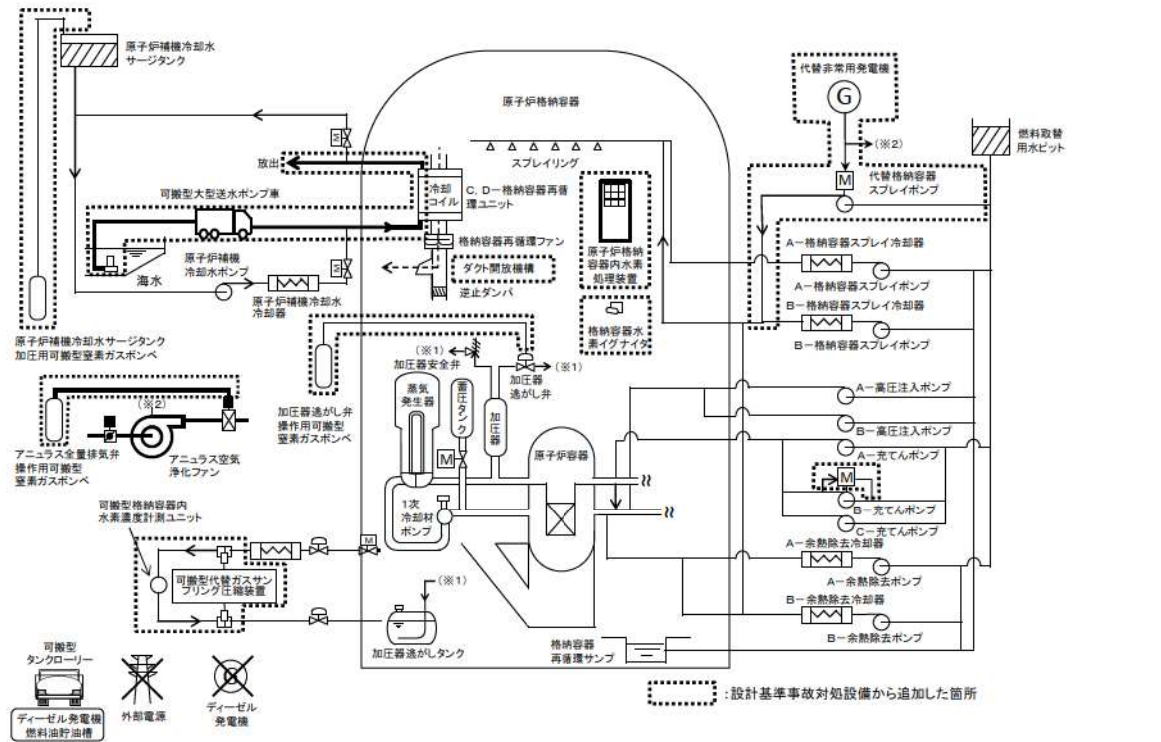 原子炉補機冷却水
サージタンク
放出
可搬型大型送水ポンプ車
海水
原子炉補機
冷却水ポンプ
原子炉補機冷却水
冷却器
原子炉補機冷却水サージタンク
加圧用可搬型窒素ガスボンベ
M
M
原子炉格納容器
スプレイリング
冷却
コイル
C, D-格納容器再循
環ユニット
格納容器再循環ファン
ダクト開放機構
逆止ダンパ
原子炉格納
容器内水素
処理装置
格納容器水
素イグナイタ
代替非常用発電機
G
(※2)
M
代替格納容器
スプレイポンプ
燃料取替
用水ピット
A-格納容器スプレイ冷却器
A-格納容器スプレイポンプ
B-格納容器スプレイ冷却器
B-格納容器スプレイポンプ
(※1)
加圧器安全弁
(※1)
加圧器
逃がし弁
加圧器逃がし弁
操作用可搬型
窒素ガスボンベ
蒸気
発生器
蓄圧タンク
加圧器
M
原子炉容器
1次
冷却材
ポンプ
A-高圧注入ポンプ
B-高圧注入ポンプ
A-充てんポンプ
M
B-充てんポンプ
C-充てんポンプ
A-余熱除去冷却器
A-余熱除去ポンプ
B-余熱除去冷却器
B-余熱除去ポンプ
(※2)
アニュラス全量排気弁
操作用可搬型
窒素ガスボンベ
アニュラス空気
浄化ファン
可搬型格納容器内
水素濃度計測ユニット
M
可搬型代替ガスサン
プリング圧縮装置
(※1)
加圧器逃がしタンク
格納容器
再循環サンプ
可搬型
タンクローリー
ディーゼル発電機
燃料油貯油槽
外部電源
G
ディーゼル
発電機
:設計基準事故対処設備から追加した箇所